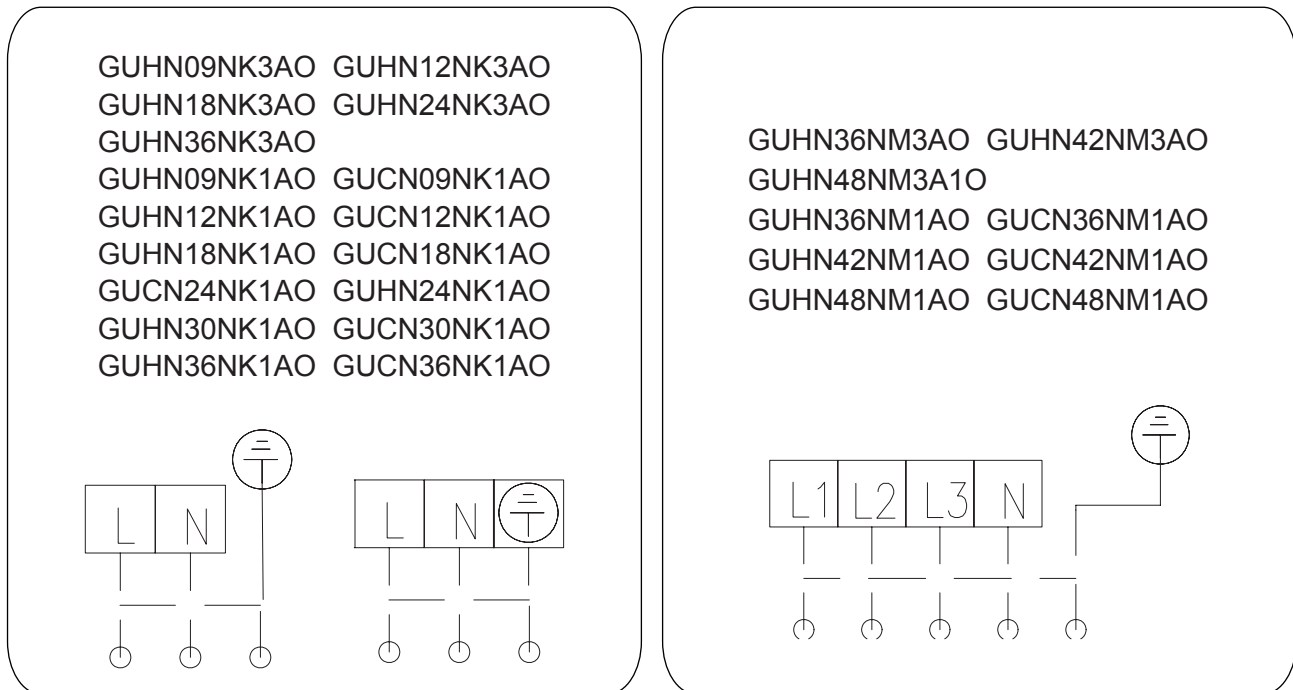 GUHN09NK3AO GUHN12NK3AO
GUHN18NK3AO GUHN24NK3AO
GUHN36NK3AO
GUHN09NK1AO GUCN09NK1AO
GUHN12NK1AO GUCN12NK1AO
GUHN18NK1AO GUCN18NK1AO
GUCN24NK1AO GUHN24NK1AO
GUHN30NK1AO GUCN30NK1AO
GUHN36NK1AO GUCN36NK1AO
L N
L N
GUHN36NM3AO GUHN42NM3AO
GUHN48NM3A1O
GUHN36NM1AO GUCN36NM1AO
GUHN42NM1AO GUCN42NM1AO
GUHN48NM1AO GUCN48NM1AO
L1 L2 L3 N